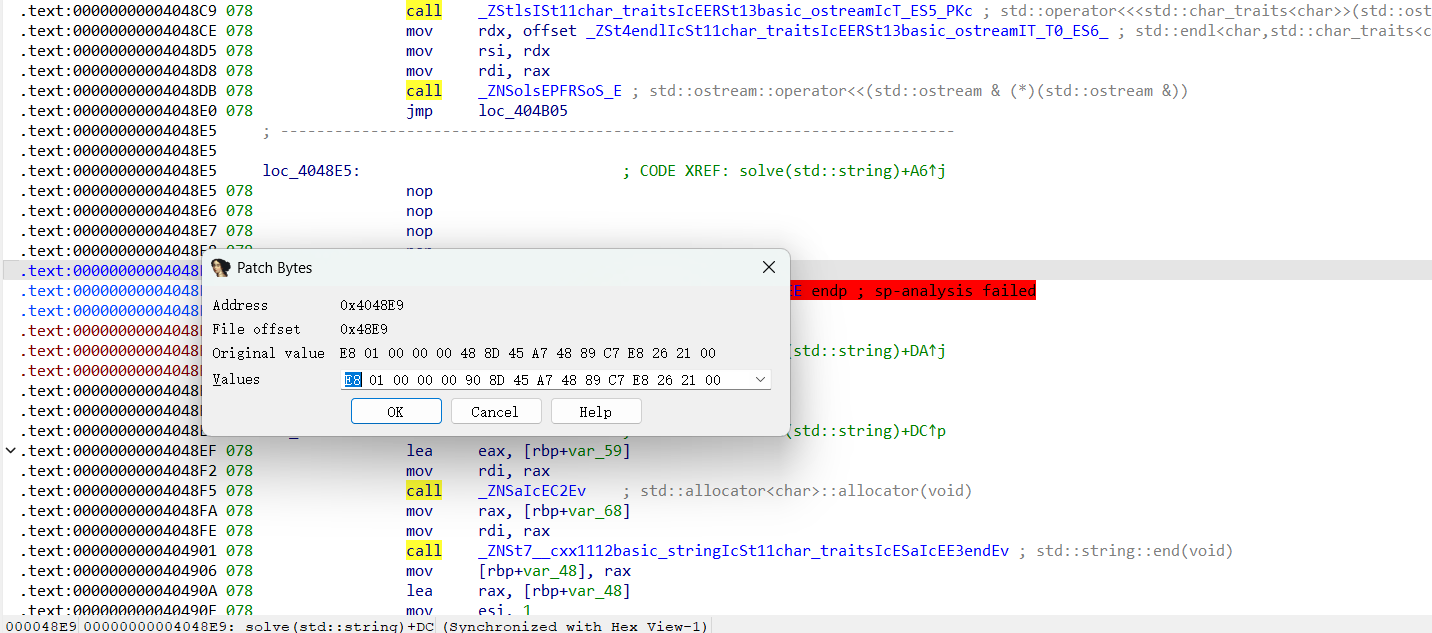 .text:00000000004048C9 078 call _ZStlsISt11char_traitsIcEERSt13basic_ostreamIcT_ES5_PKc ; std::operator<<<std::char_traits<char>>(std::ost
.text:00000000004048CE 078 mov rdx, offset _ZSt4endlIcSt11char_traitsIcEERSt13basic_ostreamIT_T0_ES6_ ; std::endl<char,std::char_traits<c
.text:00000000004048D5 078 mov rsi, rdx
.text:00000000004048D8 078 mov rdi, rax
.text:00000000004048DB 078 call _ZNSolsEPFRSoS_E ; std::ostream::operator<<(std::ostream & (*)(std::ostream &))
.text:00000000004048E0 078 jmp loc_404B05
.text:00000000004048E5 ; ---------------------------------------------------------------------------
.text:00000000004048E5
.text:00000000004048E5 loc_4048E5: ; CODE XREF: solve(std::string)+A6↑j
.text:00000000004048E5 078 nop
.text:00000000004048E6 078 nop
.text:00000000004048E7 078 nop
.text:00000000004048
.text:00000000004048
.text:00000000004048 endp ; sp-analysis failed
.text:00000000004048
.text:00000000004048
.text:00000000004048 (std::string)+DA↑j
.text:00000000004048
.text:00000000004048
.text:00000000004048
.text:00000000004048 (std::string)+DC↑p
Patch Bytes
Address 0x4048E9
File offset 0x48E9
Original value E8 01 00 00 00 48 8D 45 A7 48 89 C7 E8 26 21 00
Values E8 01 00 00 00 90 8D 45 A7 48 89 C7 E8 26 21 00
OK Cancel Help
.text:00000000004048EF 078 lea eax, [rbp+var_59]
.text:00000000004048F2 078 mov rdi, rax
.text:00000000004048F5 078 call _ZNSaIcEC2Ev ; std::allocator<char>::allocator(void)
.text:00000000004048FA 078 mov rax, [rbp+var_68]
.text:00000000004048FE 078 mov rdi, rax
.text:0000000000404901 078 call _ZNSt7__cxx1112basic_stringIcSt11char_traitsIcESaIcEE3endEv ; std::string::end(void)
.text:0000000000404906 078 mov [rbp+var_48], rax
.text:000000000040490A 078 lea rax, [rbp+var_48]
.text:000000000040490E 078 mov esi, 1
000048E9 00000000004048E9: solve(std::string)+DC (Synchronized with Hex View-1)